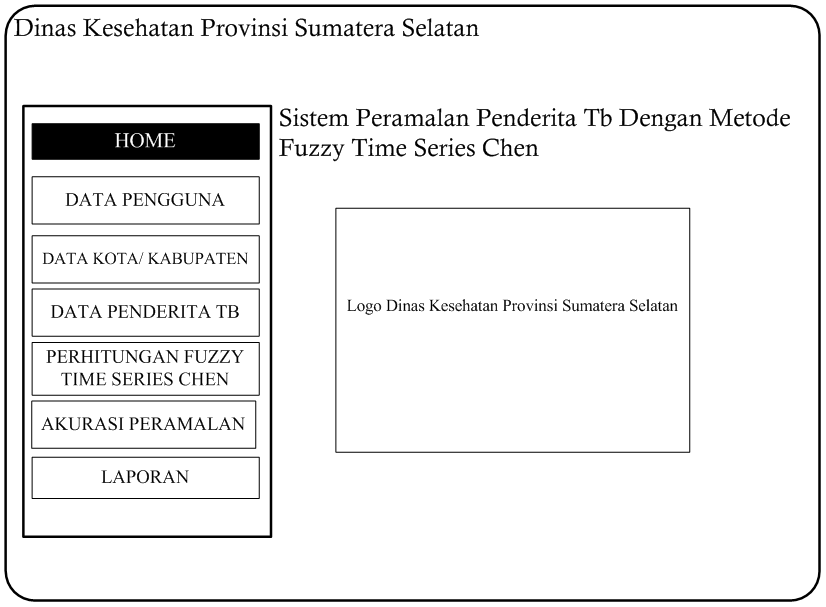 Dinas Kesehatan Provinsi Sumatera Selatan
HOME
DATA PENGGUNA
DATA KOTA/ KABUPATEN
DATA PENDERITA TB
PERHITUNGAN FUZZY
TIME SERIES CHEN
AKURASI PERAMALAN
LAPORAN
Sistem Peramalan Penderita Tb Dengan Metode
Fuzzy Time Series Chen
Logo Dinas Kesehatan Provinsi Sumatera Selatan